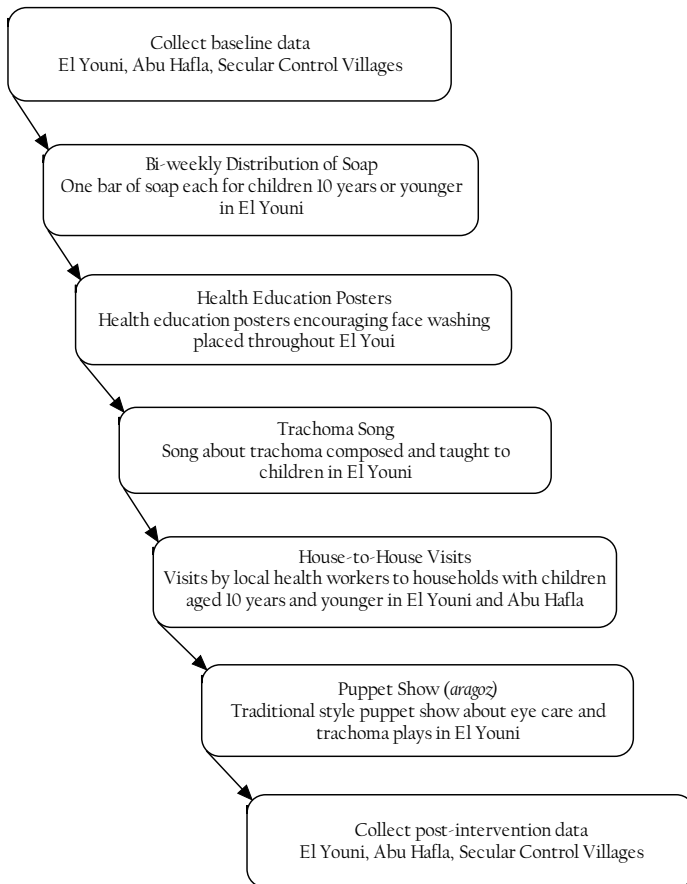 Collect baseline data
El Youni, Abu Hafla, Secular Control Villages
Bi-weekly Distribution of Soap
One bar of soap each for children 10 years or younger
in El Youni
Health Education Posters
Health education posters encouraging face washing
placed throughout El Youi
Trachoma Song
Song about trachoma composed and taught to
children in El Youni
House-to-House Visits
Visits by local health workers to households with children
aged 10 years and younger in El Youni and Abu Hafla
Puppet Show (aragoz)
Traditional style puppet show about eye care and
trachoma plays in El Youni
Collect post-intervention data
El Youni, Abu Hafla, Secular Control Villages